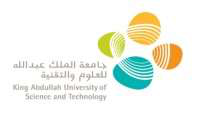 جامعة الملك عبدالله
للعلوم والتقنية
King Abdullah University of
Science and Technology